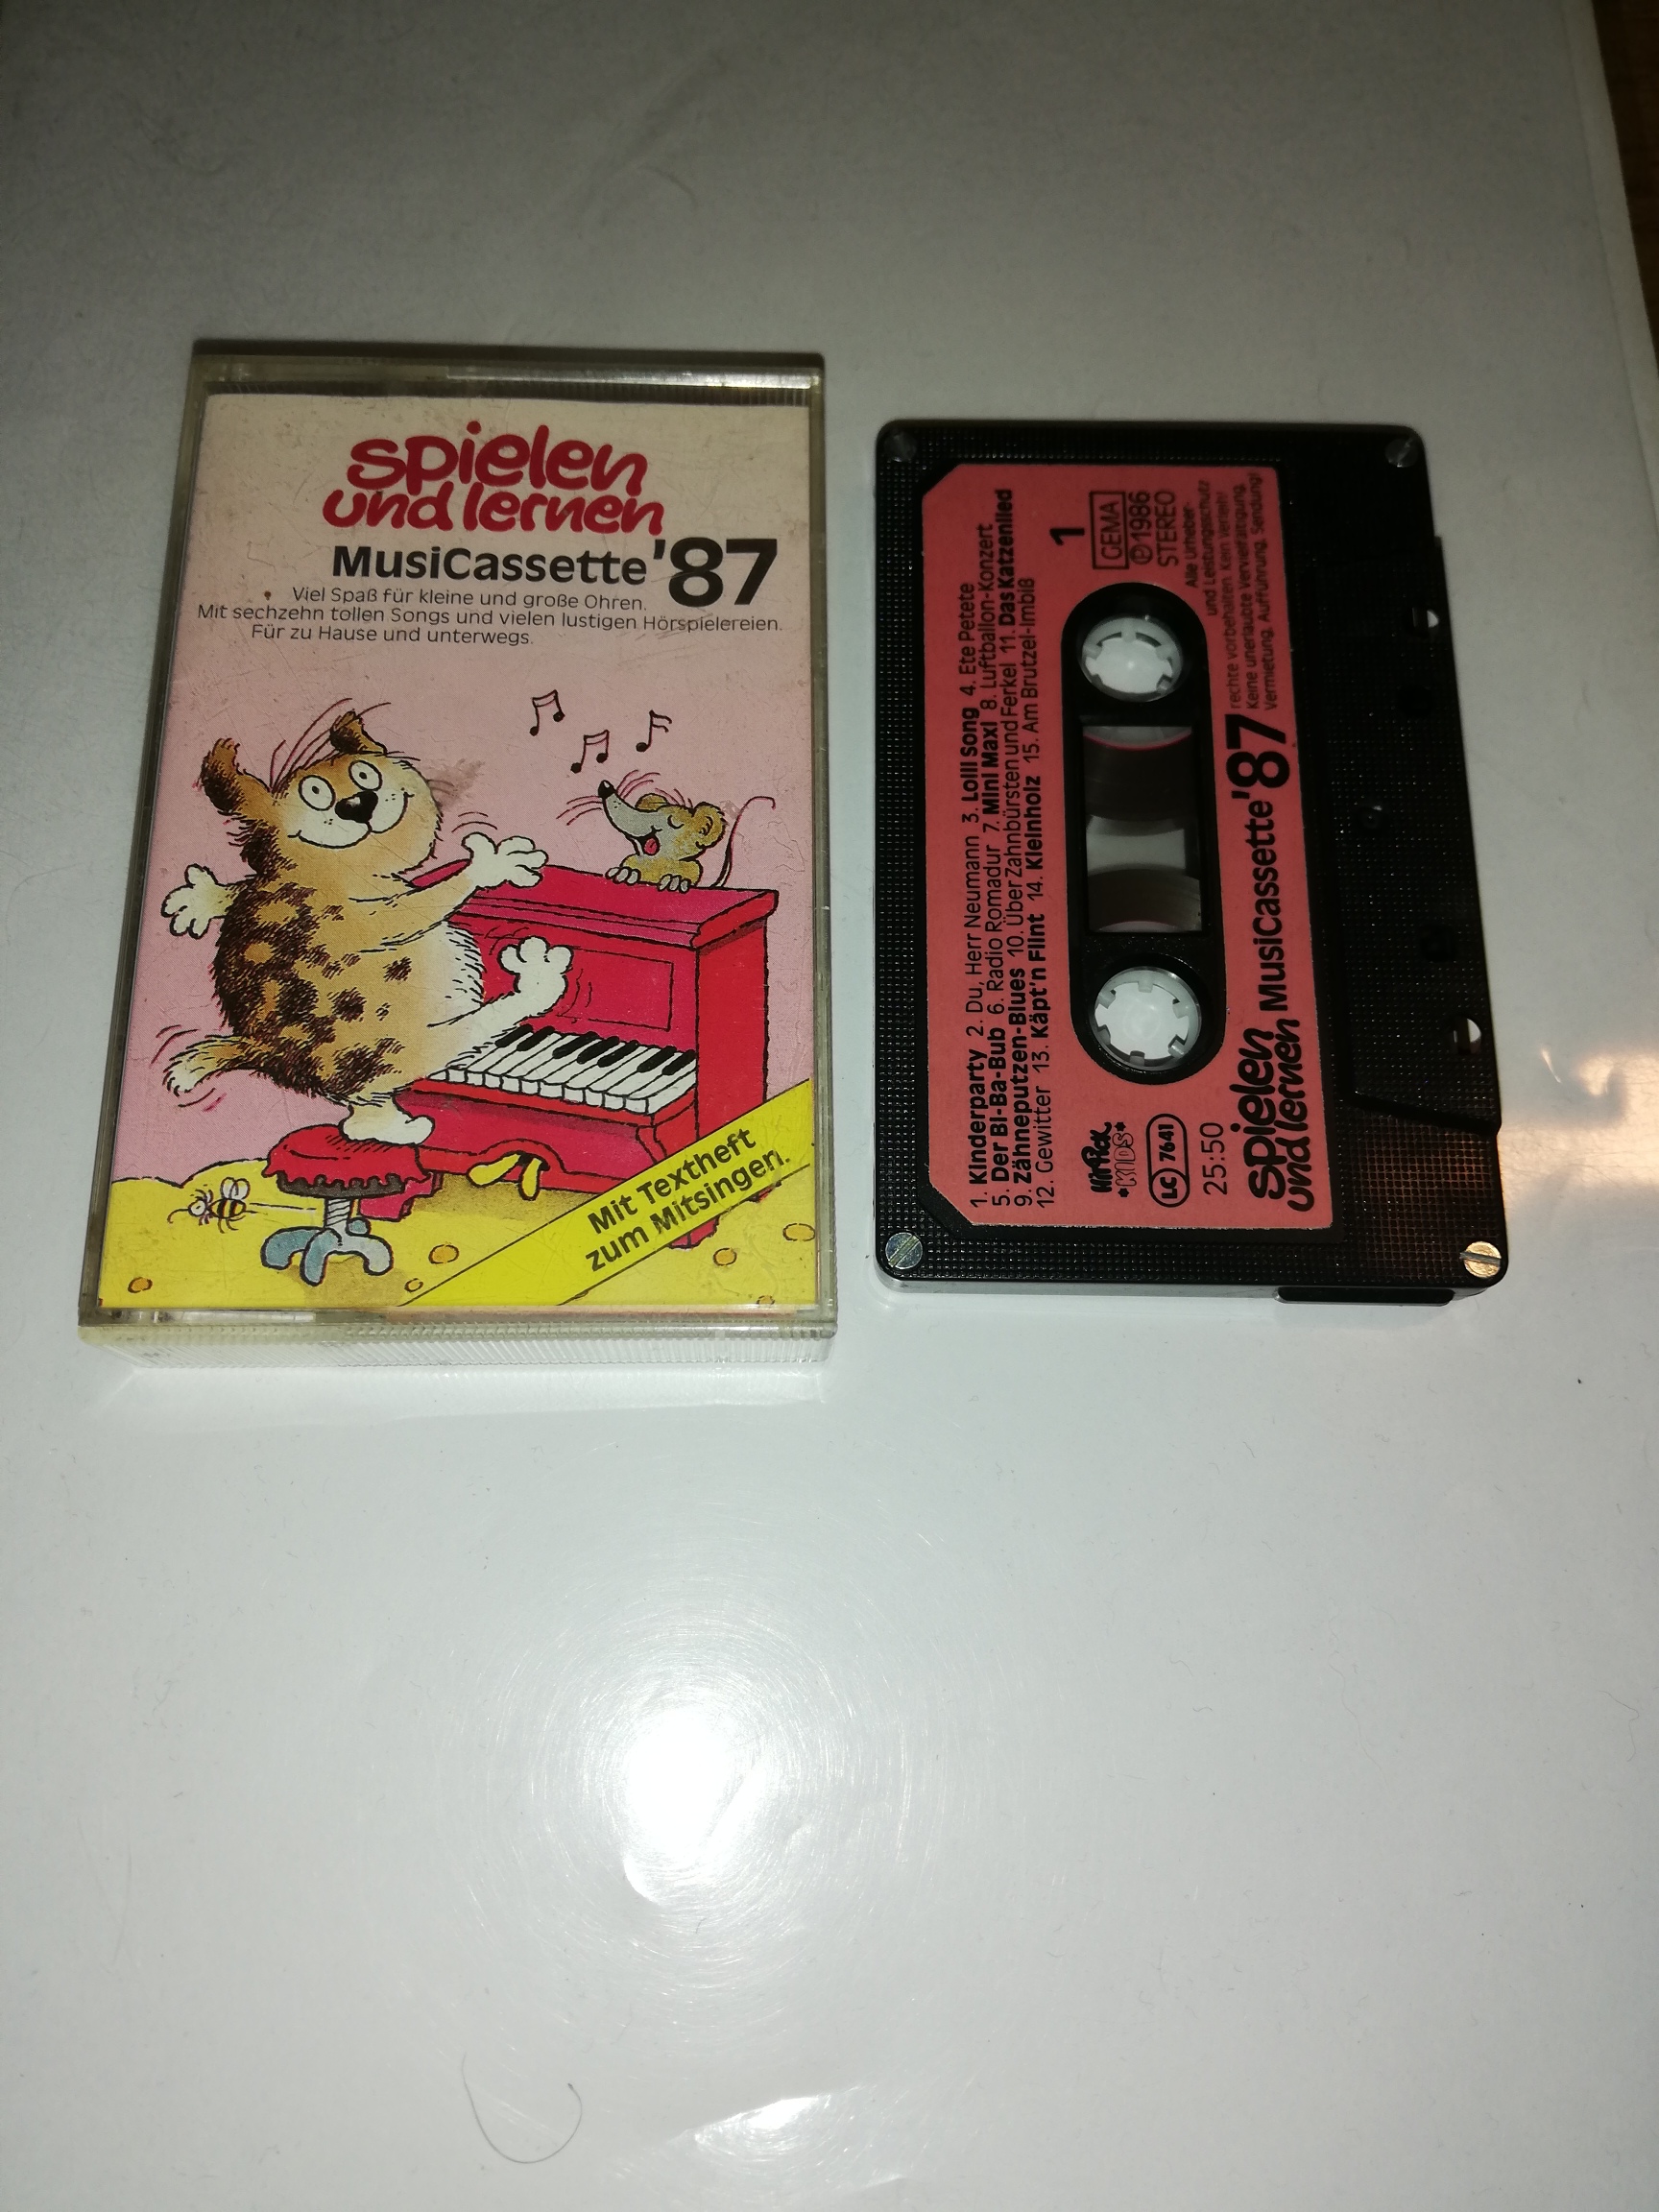 spielen
und lernen
MusiCassette '87
Viel Spaß für kleine und große Ohren.
Mit sechzehn tollen Songs und vielen lustigen Hörspielereien.
Für zu Hause und unterwegs.
Mit Textheft
zum Mitsingen.
1. Kinderparty 2. Du, Herr Neumann 3. Lolli Song 4. Ete Petete
5. Der Bi-Ba-Bub 6. Radio Romadur 7. Mini Maxi 8. Luftballon-Konzert
9. Zähneputzen-Blues 10. Über Zahnbürsten und Ferkel 11. Das Katzenlied
12. Gewitter 13. Käpt'n Flint 14. Kleinholz 15. Am Brutzel-Imbiß
1
GEMA
℗1986
STEREO
*KIDS*
LC 7641
25:50
Alle Urheber-
und Leistungsschutz
rechte vorbehalten. Kein Verleih!
Keine unerlaubte Vervielfältigung,
Vermietung, Aufführung, Sendung!
spielen
und lernen MusiCassette '87